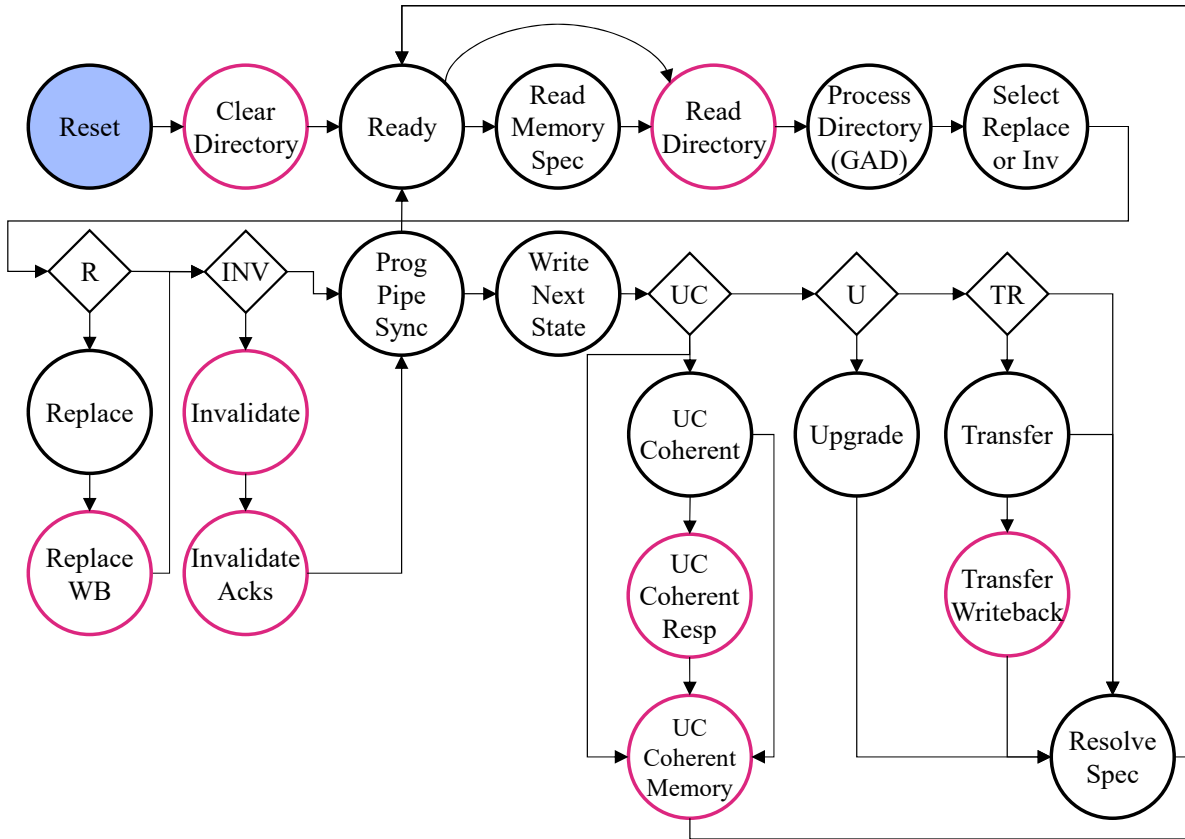 Reset
Clear
Directory
Ready
Read
Memory
Spec
Read
Directory
Process
Directory
(GAD)
Select
Replace
or Inv
R
INV
Prog
Pipe
Sync
Write
Next
State
UC
U
TR
Replace
Invalidate
UC
Coherent
Upgrade
Transfer
Replace
WB
Invalidate
Acks
UC
Coherent
Resp
Transfer
Writeback
UC
Coherent
Memory
Resolve
Spec